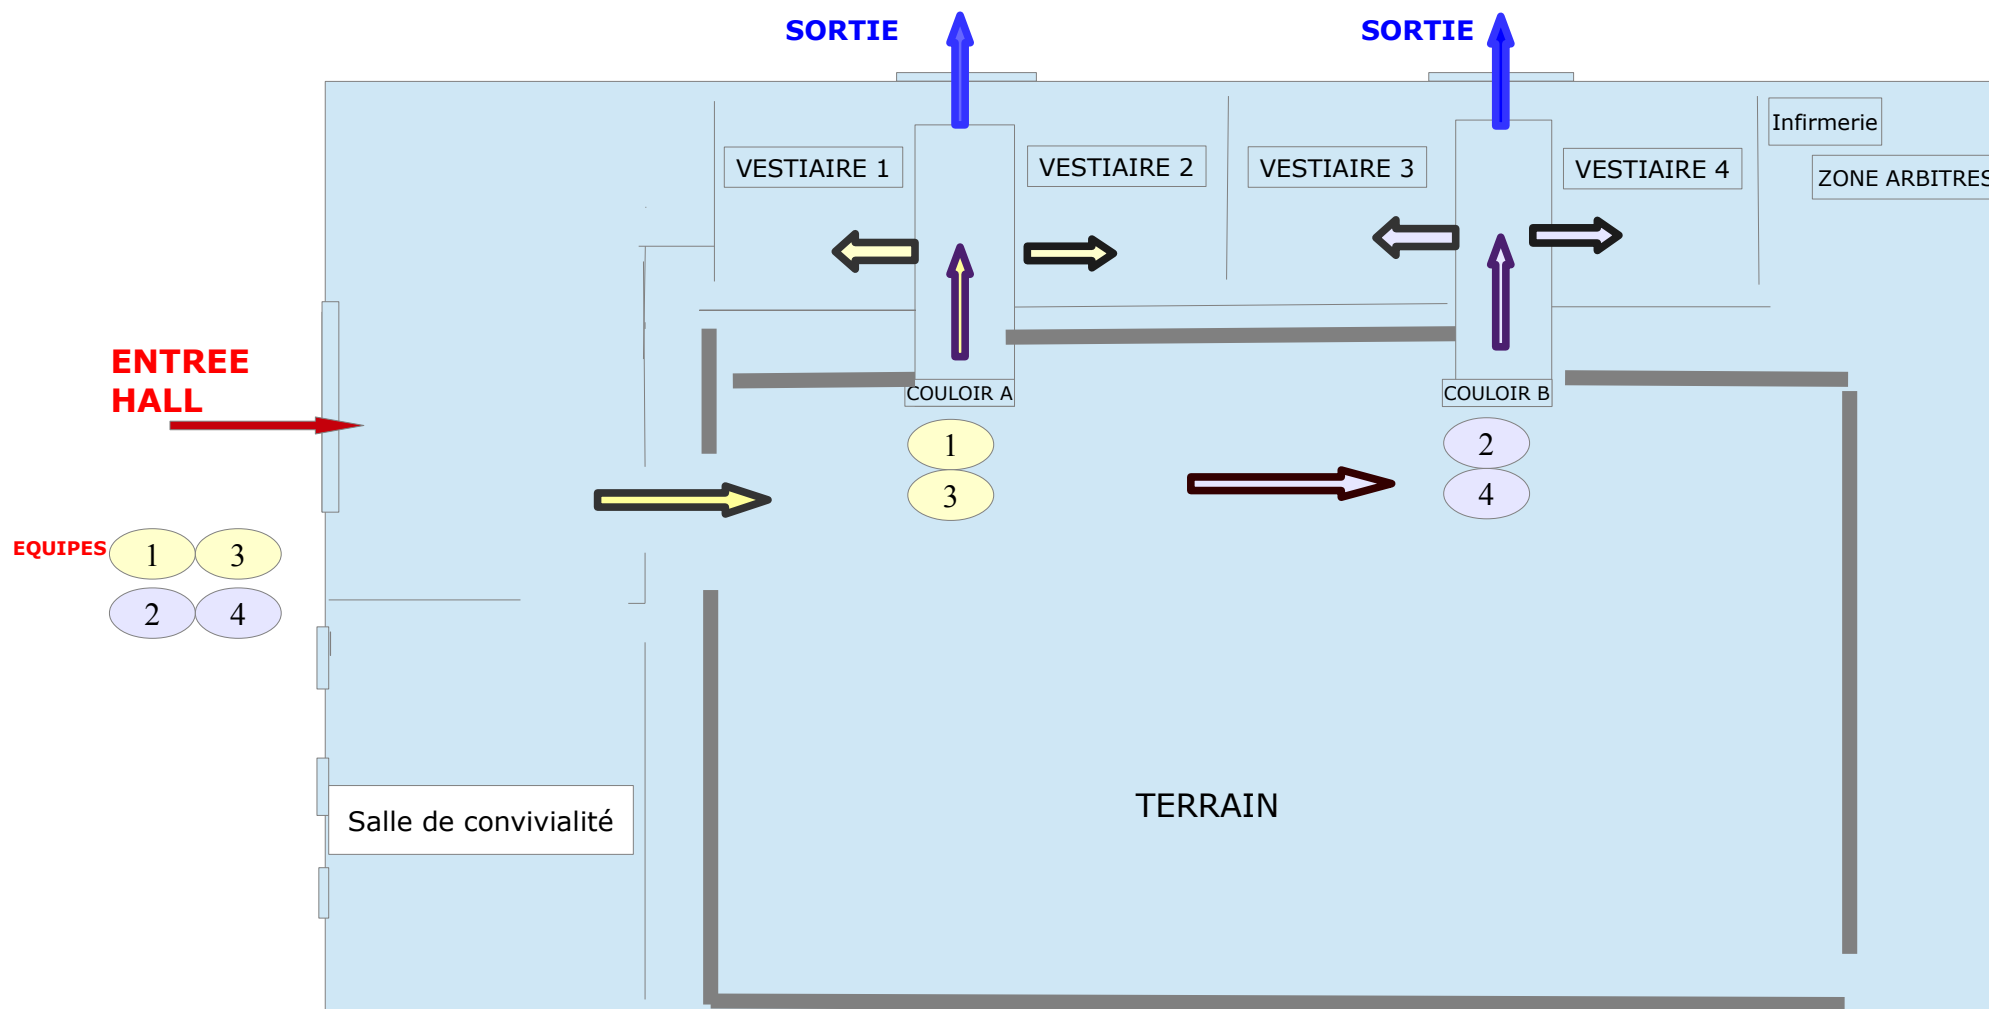 SORTIE
SORTIE
Infirmerie
VESTIAIRE 1
VESTIAIRE 2
VESTIAIRE 3
VESTIAIRE 4
ZONE ARBITRES
ENTREE
HALL
COULOIR A
COULOIR B
1
3
2
4
EQUIPES
1
3
2
4
Salle de convivialité
TERRAIN